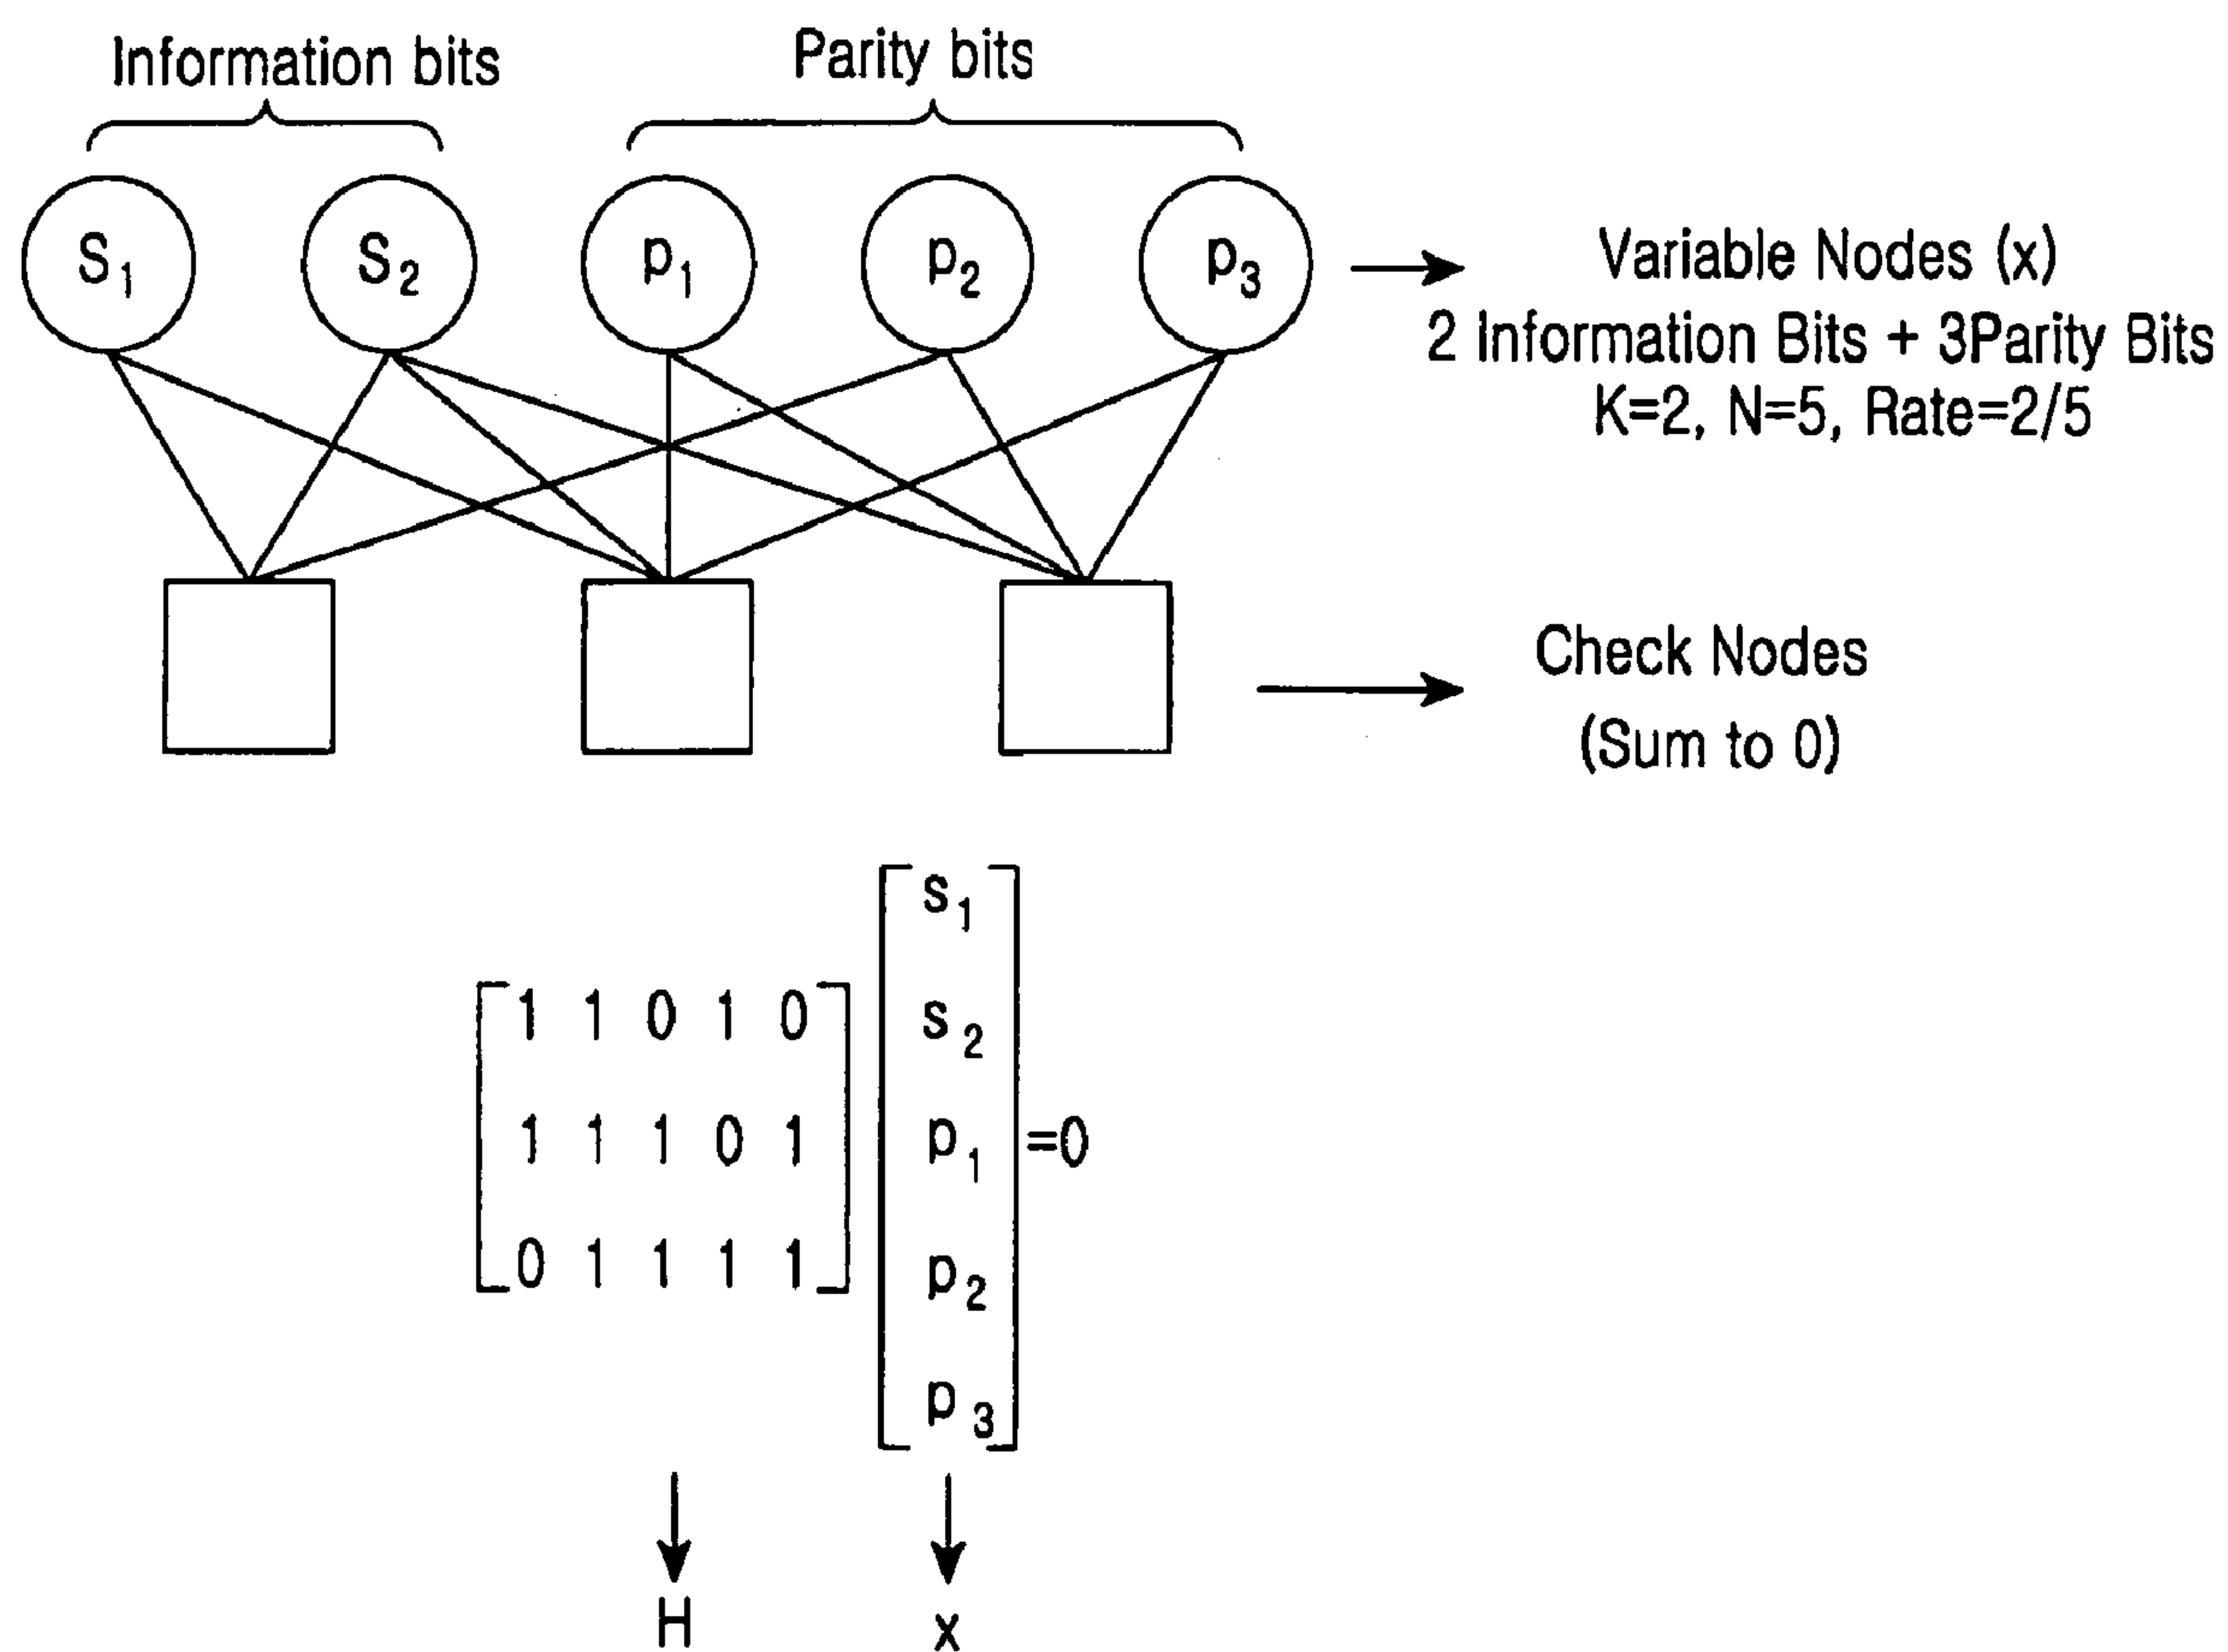 Information bits
Parity bits
S1 S2 p1 p2 p3
Variable Nodes (x)
2 Information Bits + 3Parity Bits
K=2, N=5, Rate=2/5
Check Nodes
(Sum to 0)
1 1 0 1 0
1 1 1 0 1
0 1 1 1 1
s1
s2
p1
p2
p3
=0
H
x